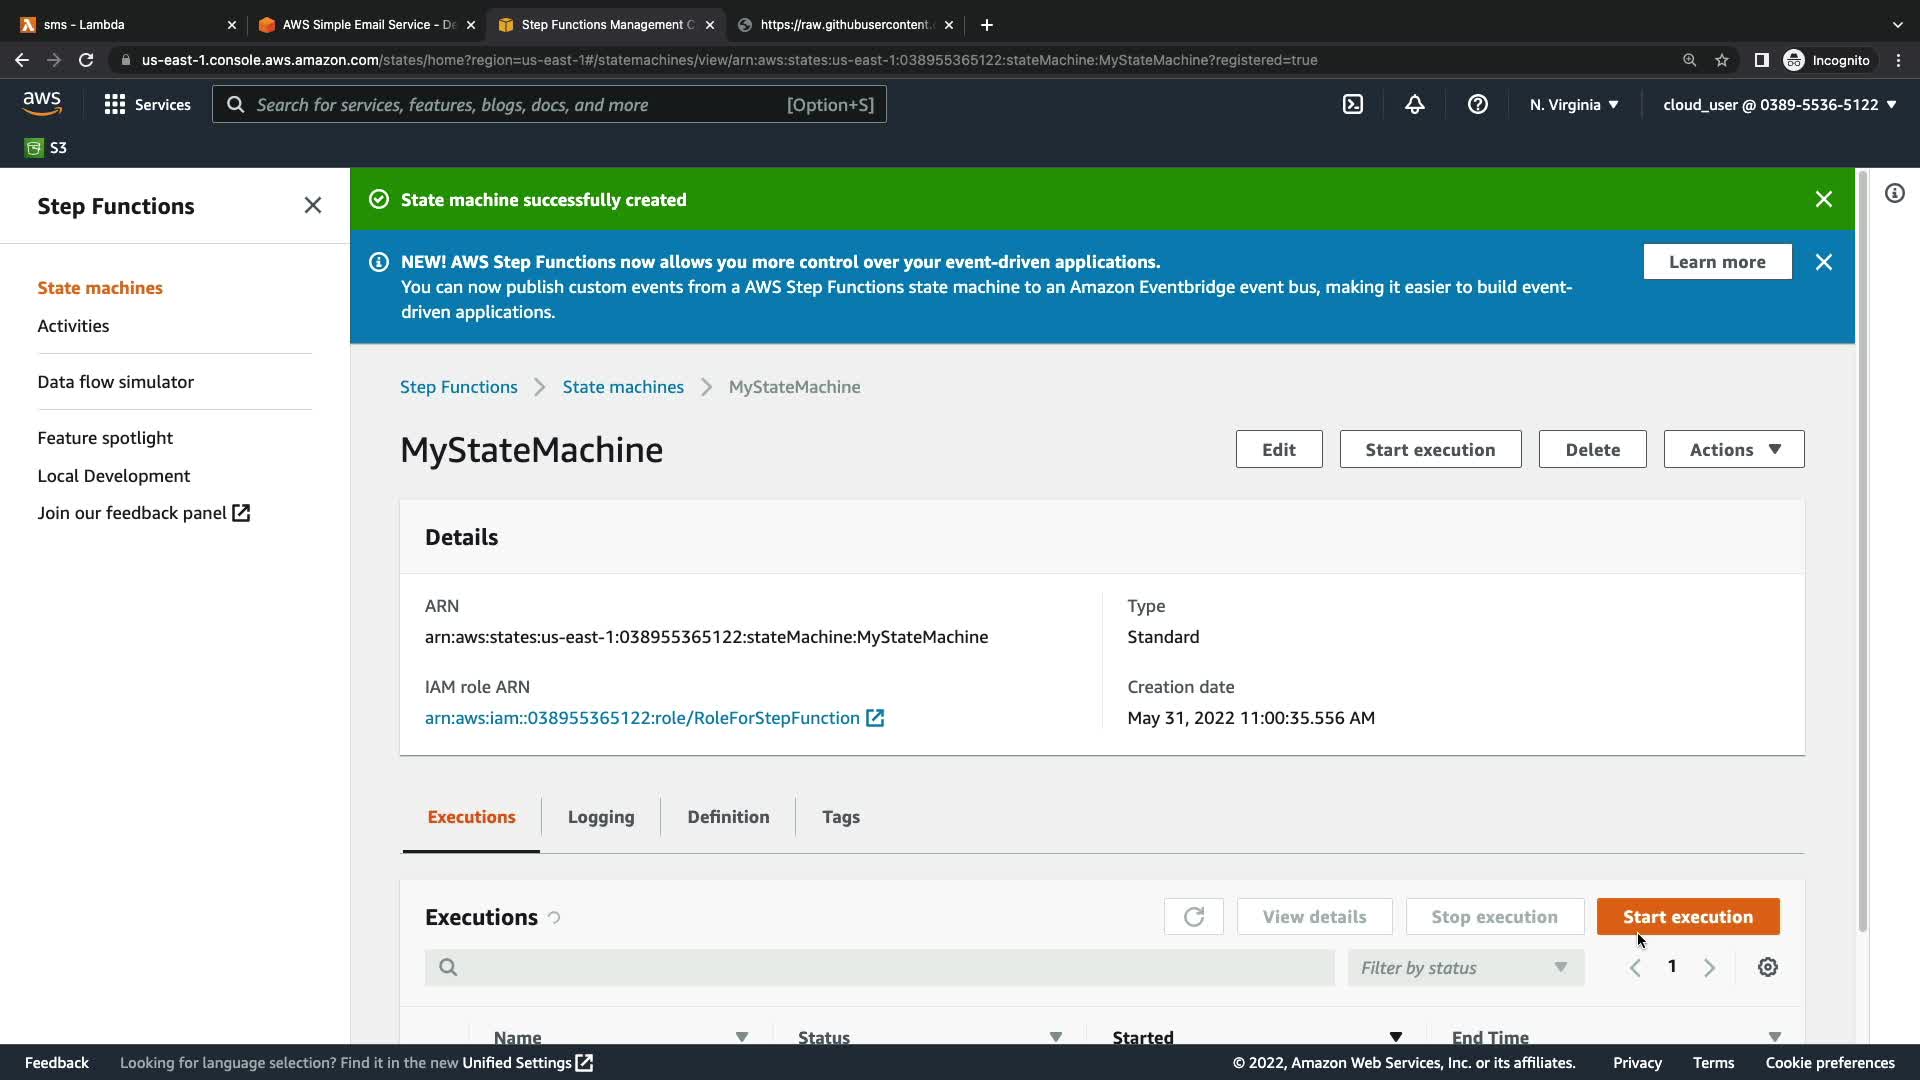 sms - Lambda
AWS Simple Email Service - De
Step Functions Management C
https://raw.githubusercontent.
us-east-1.console.aws.amazon.com/states/home?region=us-east-1#/statemachines/view/arn:aws:states:us-east-1:038955365122:stateMachine:MyStateMachine?registered=true
Incognito
aws
Services
Search for services, features, blogs, docs, and more
[Option+S]
N. Virginia
cloud_user @ 0389-5536-5122
S3
Step Functions
State machines
Activities
Data flow simulator
Feature spotlight
Local Development
Join our feedback panel
State machine successfully created
NEW! AWS Step Functions now allows you more control over your event-driven applications.
You can now publish custom events from a AWS Step Functions state machine to an Amazon Eventbridge event bus, making it easier to build event-
driven applications.
Learn more
Step Functions
State machines
MyStateMachine
MyStateMachine
Edit
Start execution
Delete
Actions
Details
ARN
arn:aws:states:us-east-1:038955365122:stateMachine:MyStateMachine
Type
Standard
IAM role ARN
arn:aws:iam::038955365122:role/RoleForStepFunction
Creation date
May 31, 2022 11:00:35.556 AM
Executions
Logging
Definition
Tags
Executions
View details
Stop execution
Start execution
Filter by status
1
Name
Status
Started
End Time
Feedback
Looking for language selection? Find it in the new Unified Settings
© 2022, Amazon Web Services, Inc. or its affiliates.
Privacy
Terms
Cookie preferences